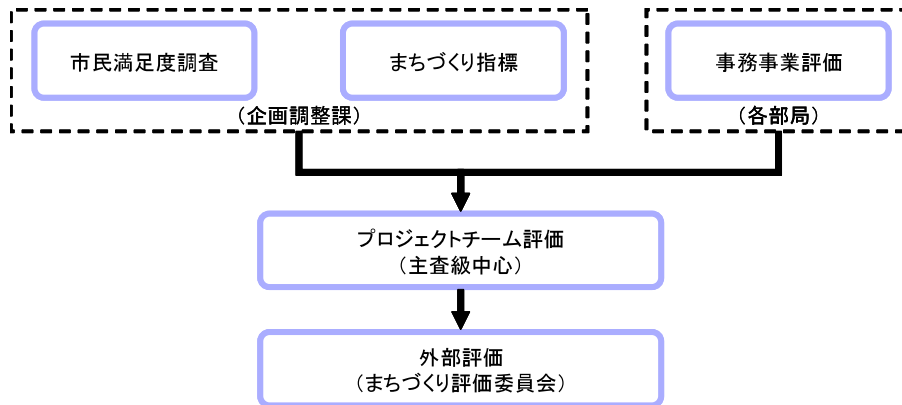 市民満足度調査
まちづくり指標
事務事業評価
（企画調整課）
（各部局）
プロジェクトチーム評価
（主査級中心）
外部評価
（まちづくり評価委員会）